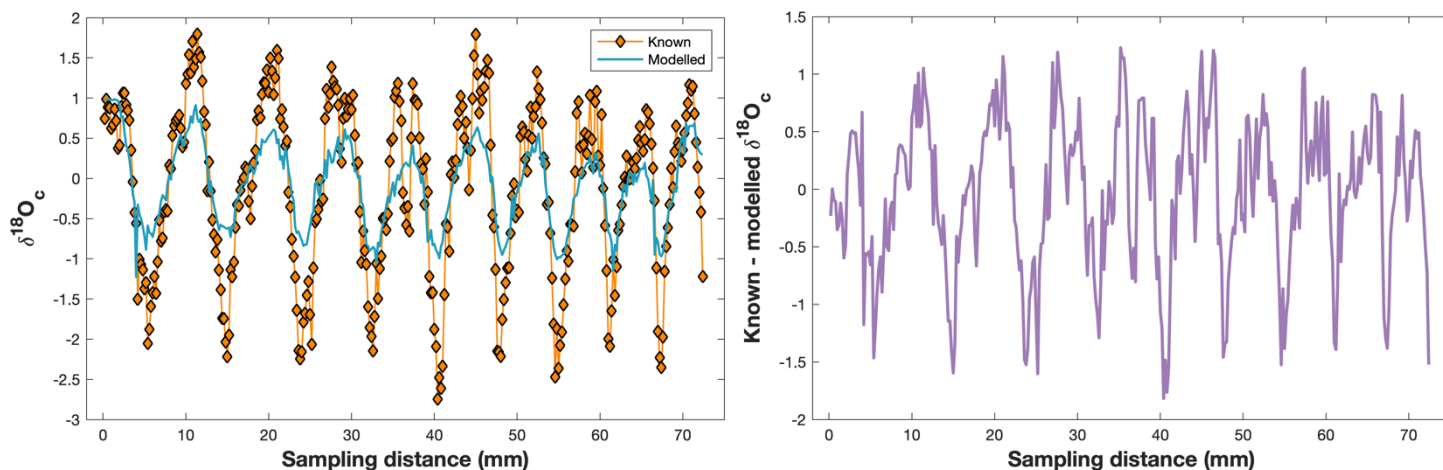 2
1.5
1
0.5
0
-0.5
-1
-1.5
-2
-2.5
-3
δ18Oc
Known
Modelled
0 10 20 30 40 50 60 70
Sampling distance (mm)
1.5
1
0.5
0
-0.5
-1
-1.5
-2
Known - modelled δ18Oc
0 10 20 30 40 50 60 70
Sampling distance (mm)